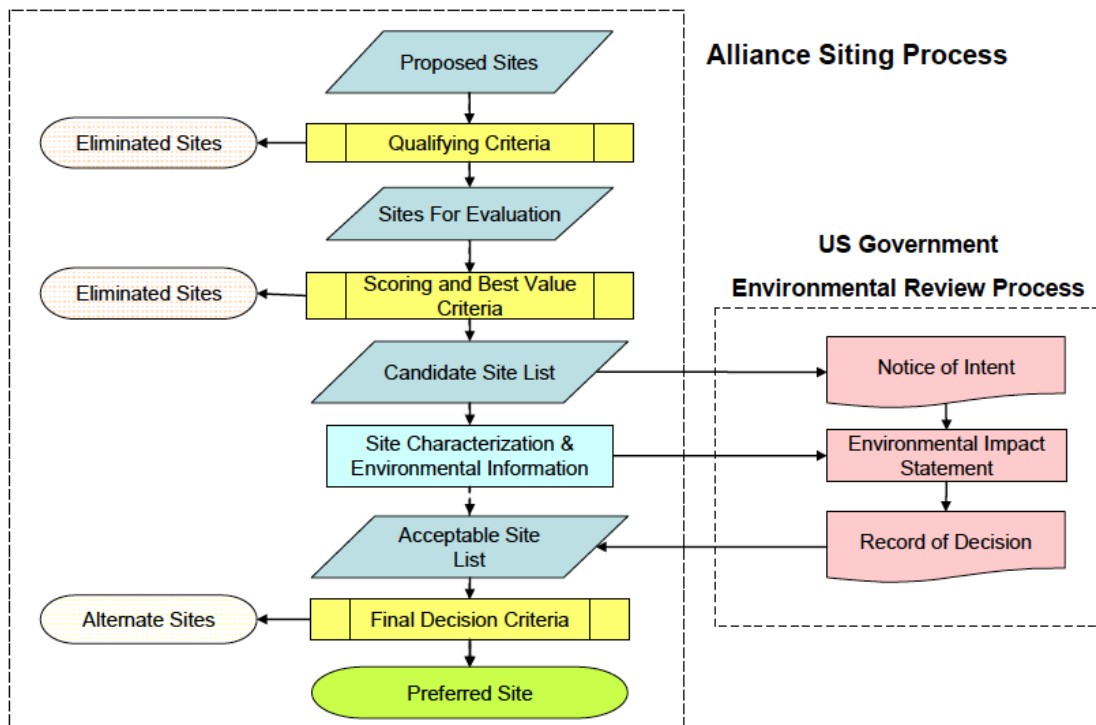 Alliance Siting Process
Proposed Sites
Eliminated Sites
Qualifying Criteria
Sites For Evaluation
Eliminated Sites
Scoring and Best Value
Criteria
Candidate Site List
Site Characterization &
Environmental Information
Acceptable Site
List
Alternate Sites
Final Decision Criteria
Preferred Site
US Government
Environmental Review Process
Notice of Intent
Environmental Impact
Statement
Record of Decision